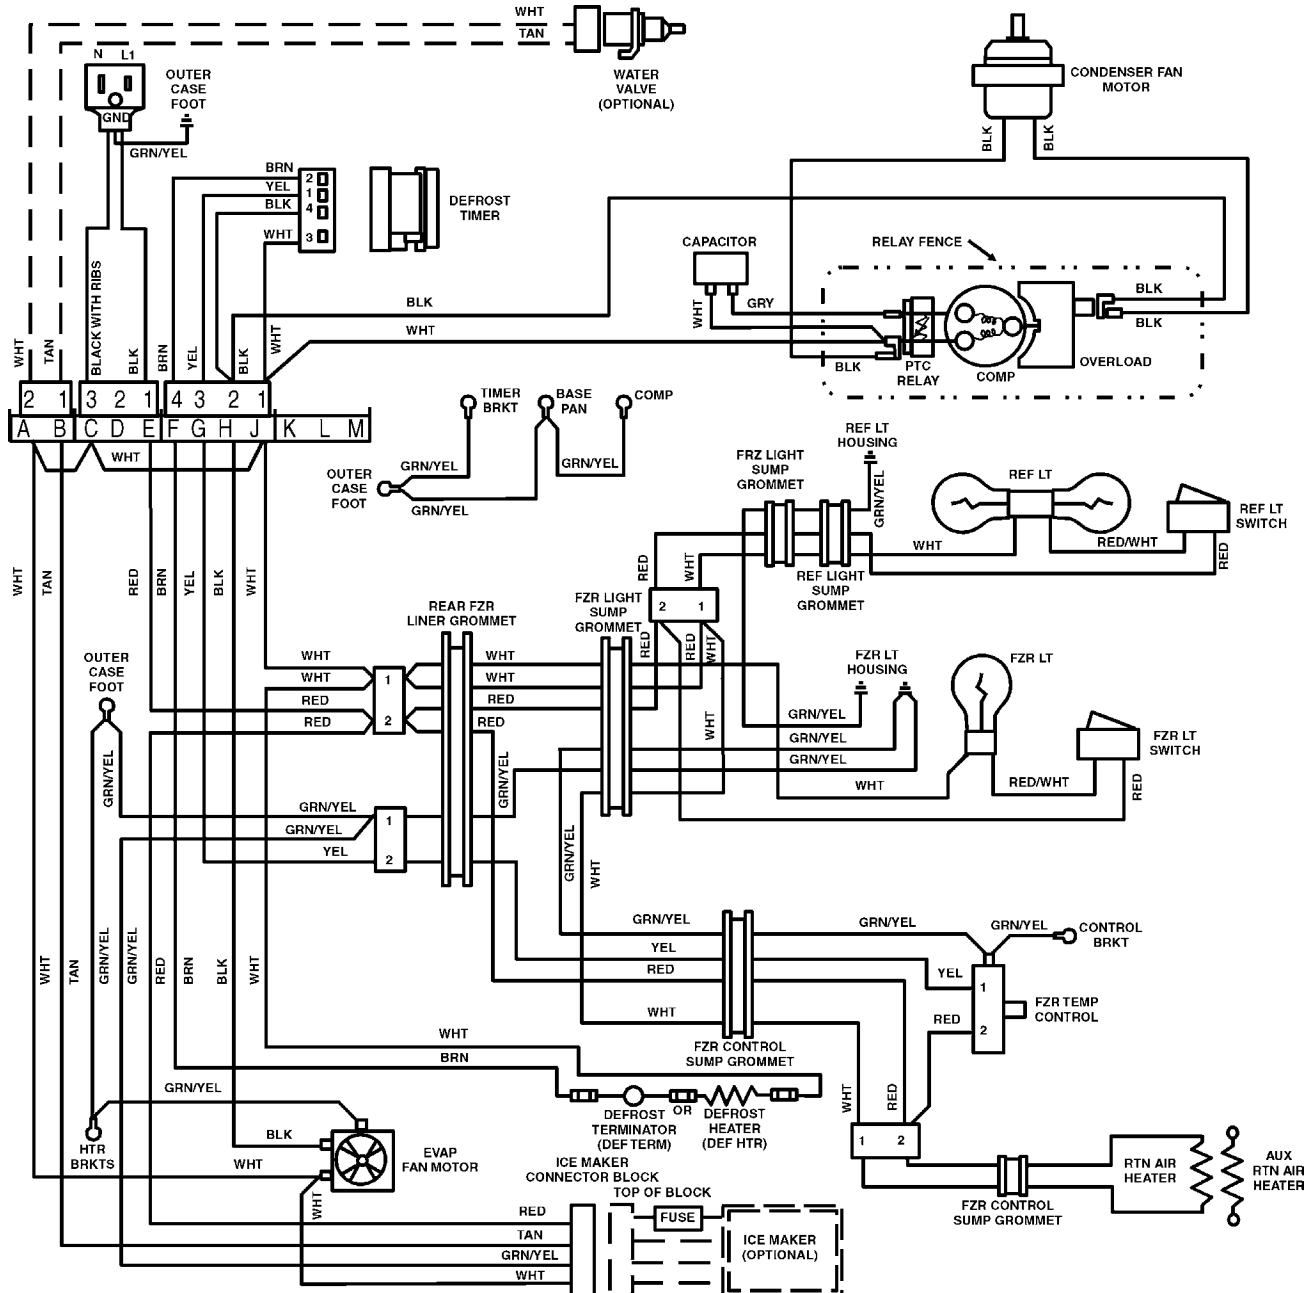 WHT
TAN
WATER
VALVE
(OPTIONAL)
N L1
GND
OUTER
CASE
FOOT
GRN/YEL
CONDENSER FAN
MOTOR
BLK
BLK
BRN
YEL
BLK
WHT
2
1
4
3
DEFROST
TIMER
CAPACITOR
RELAY FENCE
WHT
GRY
BLK
BLK
BLK
PTC
RELAY
COMP
OVERLOAD
BLK
WHT
WHT
TAN
BLACK WITH RIBS
BLK
BRN
YEL
BLK
WHT
2 1 3 2 1 4 3 2 1
A B C D E F G H J K L M
WHT
TIMER
BRKT
BASE
PAN
COMP
GRN/YEL
GRN/YEL
GRN/YEL
OUTER
CASE
FOOT
REF LT
HOUSING
FRZ LIGHT
SUMP
GROMMET
GRN/YEL
REF LT
REF LT
SWITCH
WHT
RED/WHT
RED
REF LIGHT
SUMP
GROMMET
WHT
TAN
RED
BRN
YEL
BLK
WHT
REAR FZR
LINER GROMMET
FZR LIGHT
SUMP
GROMMET
RED
WHT
2 1
RED
RED
WHT
OUTER
CASE
FOOT
WHT
WHT
RED
RED
1
2
WHT
WHT
RED
RED
FZR LT
HOUSING
FZR LT
FZR LT
SWITCH
WHT
GRN/YEL
GRN/YEL
GRN/YEL
WHT
RED/WHT
RED
GRN/YEL
GRN/YEL
GRN/YEL
GRN/YEL
YEL
1
2
GRN/YEL
WHT
GRN/YEL
YEL
RED
WHT
GRN/YEL
GRN/YEL
CONTROL
BRKT
YEL
RED
1
2
FZR TEMP
CONTROL
WHT
TAN
GRN/YEL
GRN/YEL
RED
BRN
BLK
WHT
WHT
BRN
FZR CONTROL
SUMP GROMMET
DEFROST
TERMINATOR
(DEF TERM)
OR
DEFROST
HEATER
(DEF HTR)
WHT
RED
1 2
GRN/YEL
HTR
BRKTS
BLK
WHT
WHT
EVAP
FAN MOTOR
ICE MAKER
CONNECTOR BLOCK
TOP OF BLOCK
FUSE
RED
TAN
GRN/YEL
WHT
ICE MAKER
(OPTIONAL)
FZR CONTROL
SUMP GROMMET
RTN AIR
HEATER
AUX
RTN AIR
HEATER